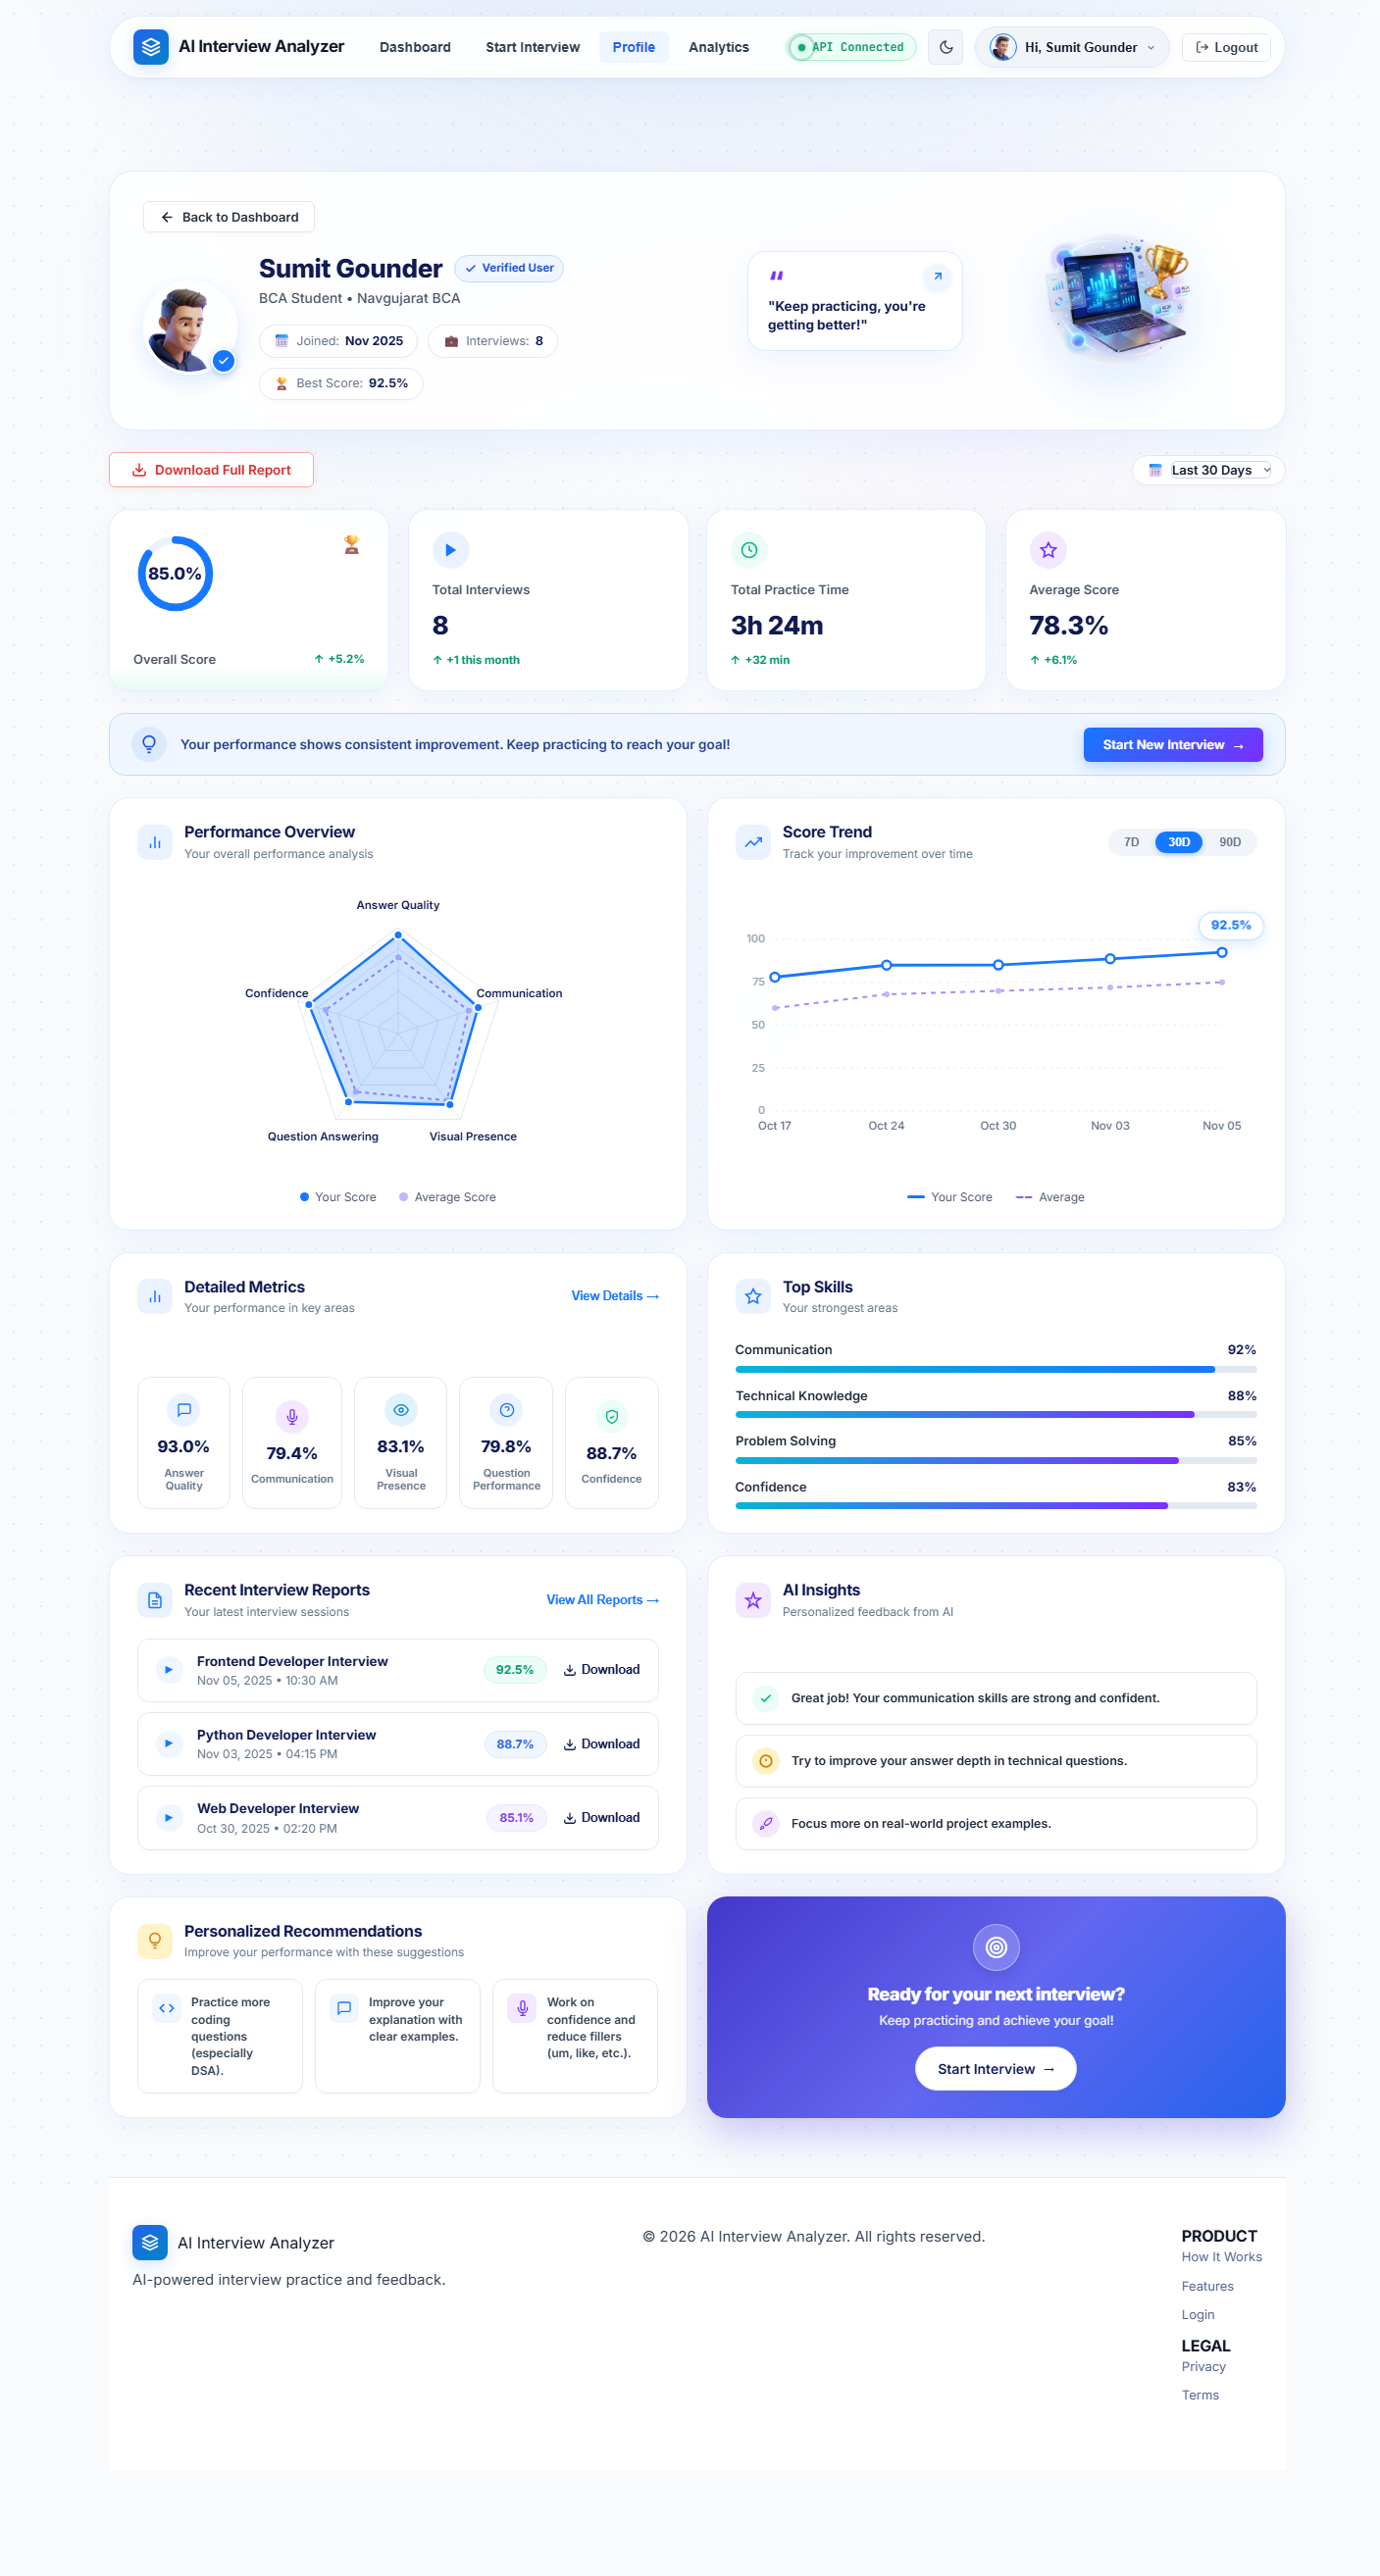 AI Interview Analyzer
Dashboard
Start Interview
Profile
Analytics
API Connected
Hi, Sumit Gounder
Logout
Back to Dashboard
Sumit Gounder
Verified User
BCA Student • Navgujarat BCA
Joined: Nov 2025
Interviews: 8
Best Score: 92.5%
"Keep practicing, you're
getting better!"
Download Full Report
Last 30 Days
85.0%
Overall Score
↑ +5.2%
Total Interviews
8
↑ +1 this month
Total Practice Time
3h 24m
↑ +32 min
Average Score
78.3%
↑ +6.1%
Your performance shows consistent improvement. Keep practicing to reach your goal!
Start New Interview →
Performance Overview
Your overall performance analysis
Answer Quality
Confidence
Communication
Question Answering
Visual Presence
Your Score
Average Score
Score Trend
Track your improvement over time
7D
30D
90D
92.5%
100
75
50
25
0
Oct 17
Oct 24
Oct 30
Nov 03
Nov 05
Your Score
Average
Detailed Metrics
Your performance in key areas
View Details →
93.0%
Answer
Quality
79.4%
Communication
83.1%
Visual
Presence
79.8%
Question
Performance
88.7%
Confidence
Top Skills
Your strongest areas
Communication
92%
Technical Knowledge
88%
Problem Solving
85%
Confidence
83%
Recent Interview Reports
Your latest interview sessions
View All Reports →
Frontend Developer Interview
Nov 05, 2025 • 10:30 AM
92.5%
Download
Python Developer Interview
Nov 03, 2025 • 04:15 PM
88.7%
Download
Web Developer Interview
Oct 30, 2025 • 02:20 PM
85.1%
Download
AI Insights
Personalized feedback from AI
Great job! Your communication skills are strong and confident.
Try to improve your answer depth in technical questions.
Focus more on real-world project examples.
Personalized Recommendations
Improve your performance with these suggestions
Practice more
coding
questions
(especially
DSA).
Improve your
explanation with
clear examples.
Work on
confidence and
reduce fillers
(um, like, etc.).
Ready for your next interview?
Keep practicing and achieve your goal!
Start Interview →
AI Interview Analyzer
AI-powered interview practice and feedback.
© 2026 AI Interview Analyzer. All rights reserved.
PRODUCT
How It Works
Features
Login
LEGAL
Privacy
Terms